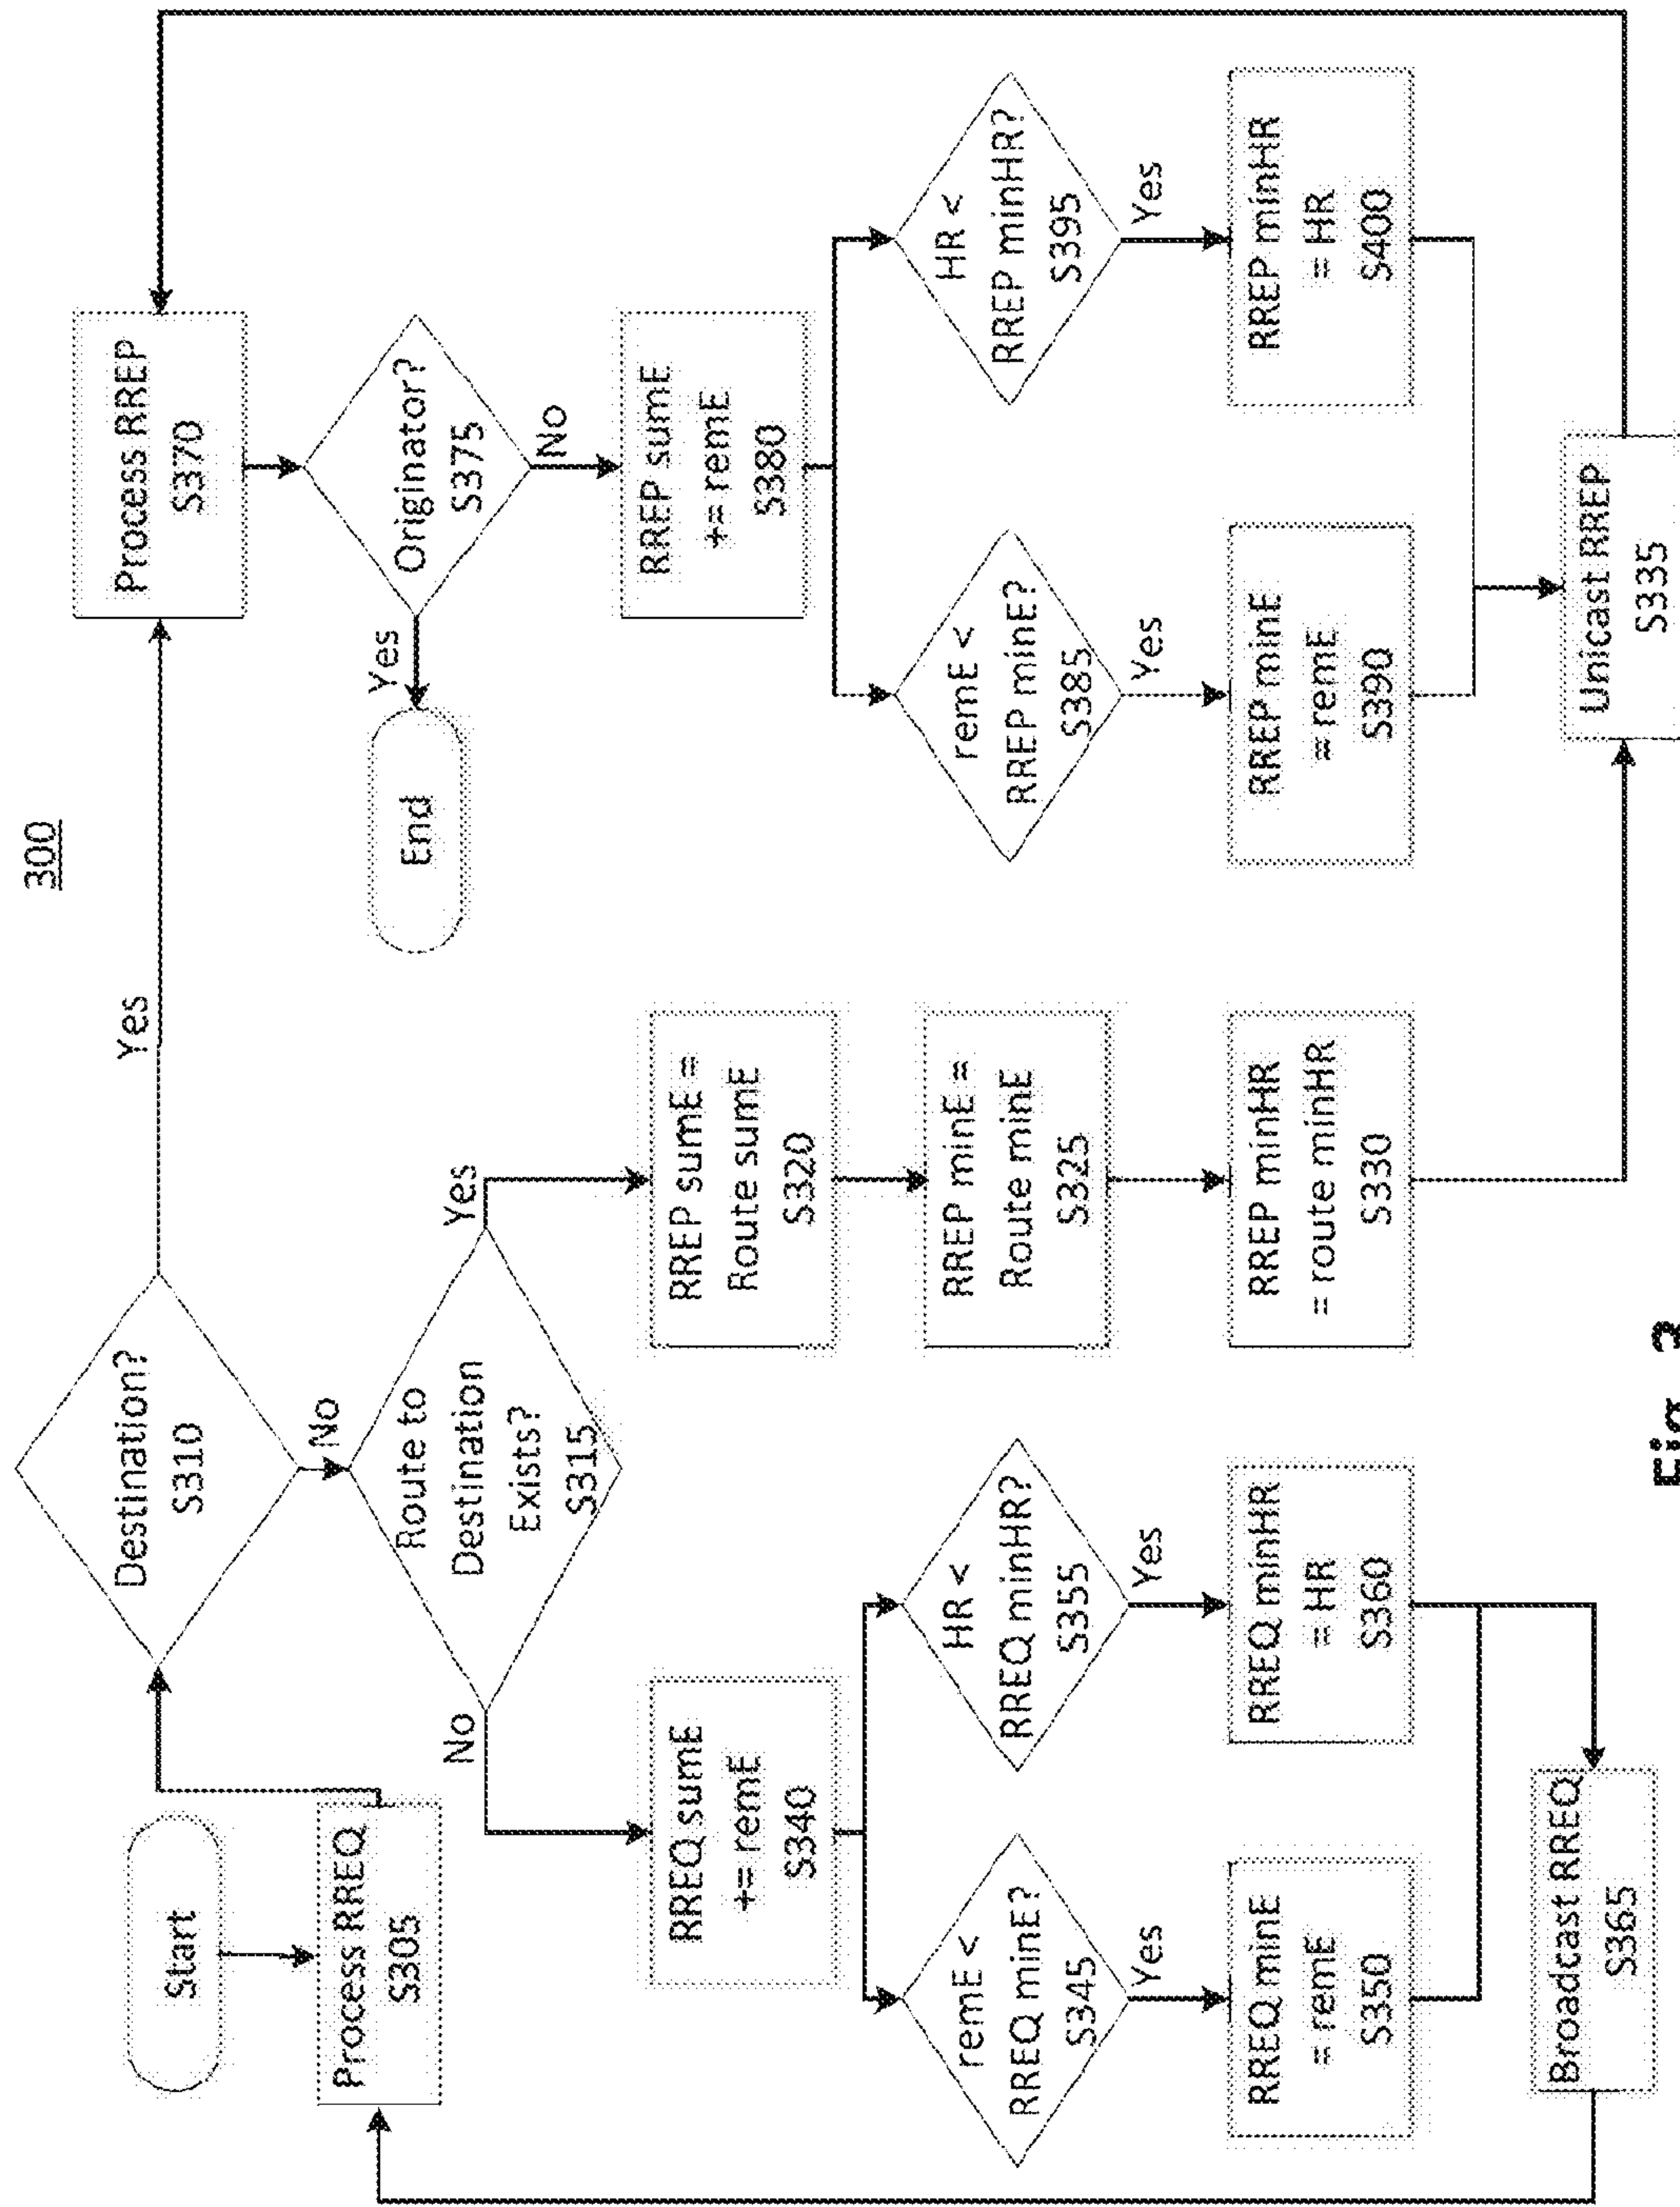 300
Start
Process RREQ
S305
Destination?
S310
Yes
No
Route to
Destination
Exists?
S315
No
Yes
RREQ sumE
+= remE
S340
remE <
RREQ minE?
S345
Yes
RREQ minE
= remE
S350
HR <
RREQ minHR?
S355
Yes
RREQ minHR
= HR
S360
Broadcast RREQ
S365
RREP sumE =
Route sumE
S320
RREP minE =
Route minE
S325
RREP minHR
= route minHR
S330
Process RREP
S370
Originator?
S375
Yes
End
No
RREP sumE
+= remE
S380
remE <
RREP minE?
S385
Yes
RREP minE
= remE
S390
HR <
RREP minHR?
S395
Yes
RREP minHR
= HR
S400
Unicast RREP
S335
Fig. 3